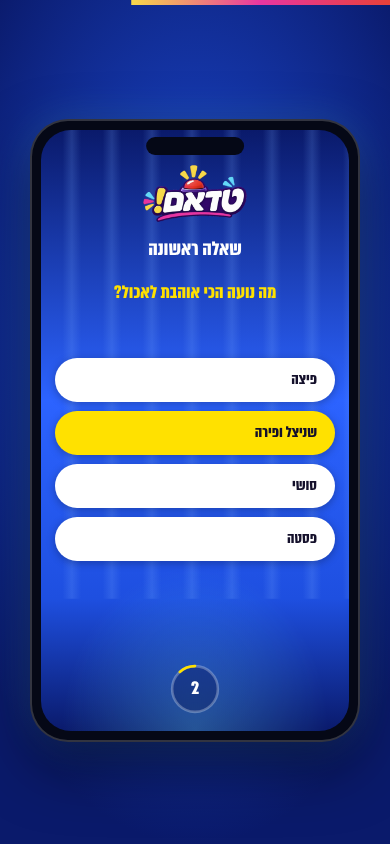 טדאם!
שאלה ראשונה
מה נועה הכי אוהבת לאכול?
פיצה
שניצל ופירה
סושי
פסטה
2